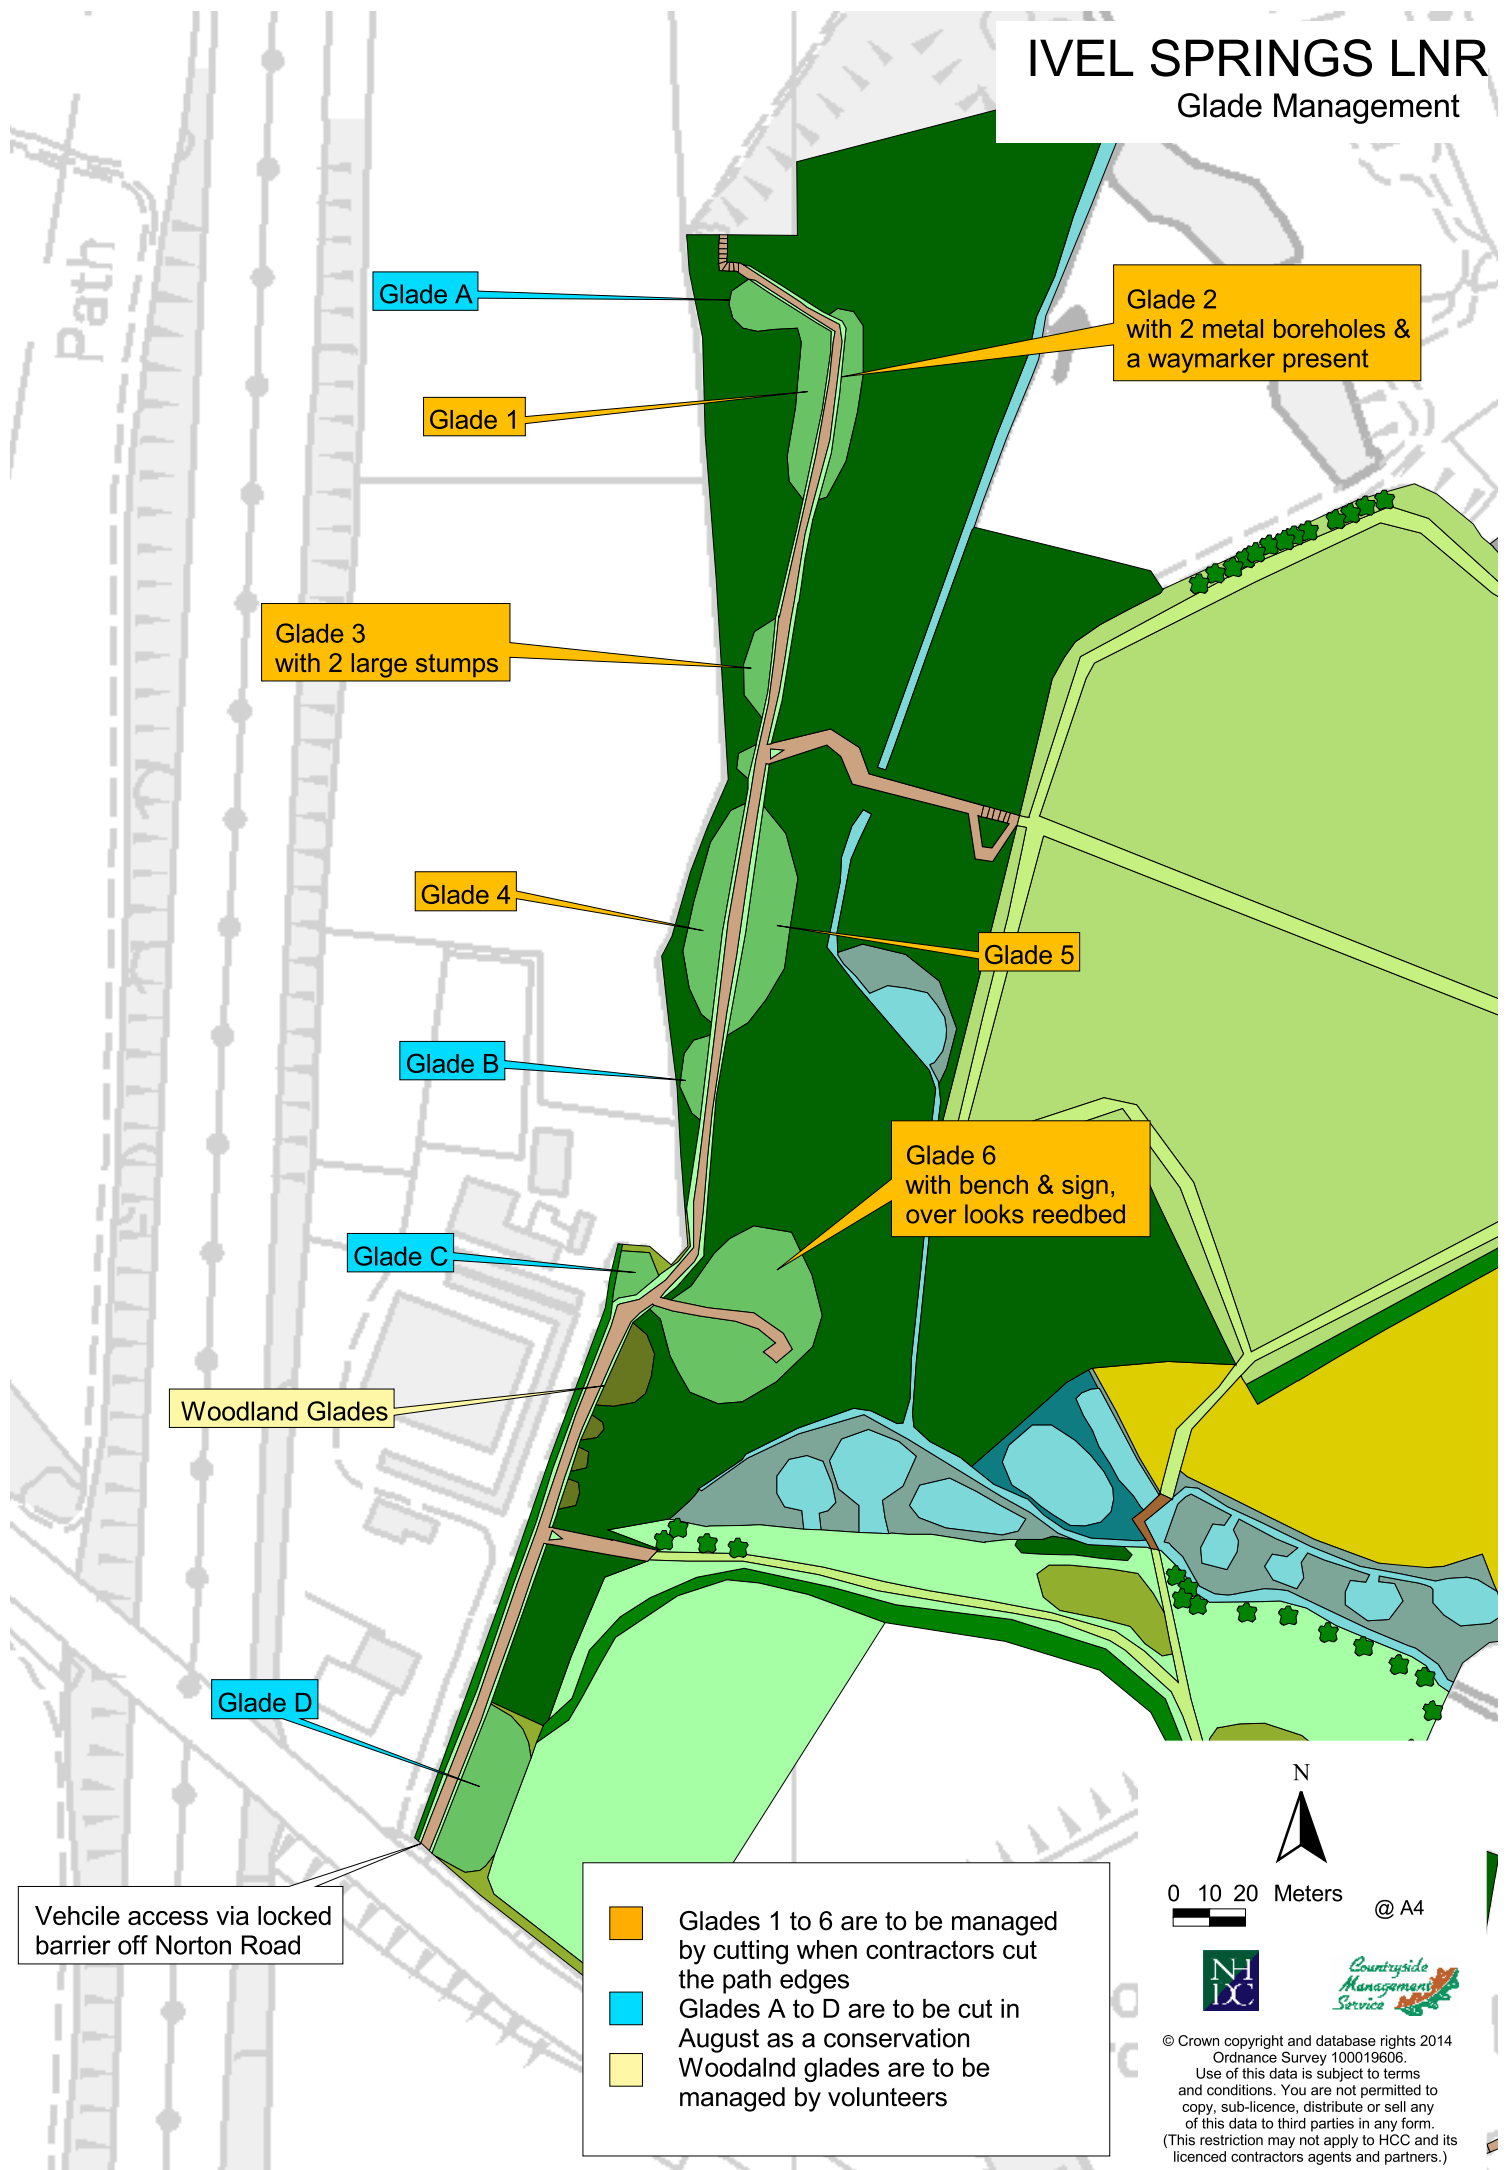 IVEL SPRINGS LNR
Glade Management
Path
Glade A
Glade 2
with 2 metal boreholes &
a waymarker present
Glade 1
Glade 3
with 2 large stumps
Glade 4
Glade 5
Glade B
Glade 6
with bench & sign,
over looks reedbed
Glade C
Woodland Glades
Glade D
Vehcile access via locked
barrier off Norton Road
Glades 1 to 6 are to be managed
by cutting when contractors cut
the path edges
Glades A to D are to be cut in
August as a conservation
Woodalnd glades are to be
managed by volunteers
N
0 10 20 Meters
@ A4
NH
DC
Countryside
Management
Service
© Crown copyright and database rights 2014
Ordnance Survey 100019606.
Use of this data is subject to terms
and conditions. You are not permitted to
copy, sub-licence, distribute or sell any
of this data to third parties in any form.
(This restriction may not apply to HCC and its
licenced contractors agents and partners.)